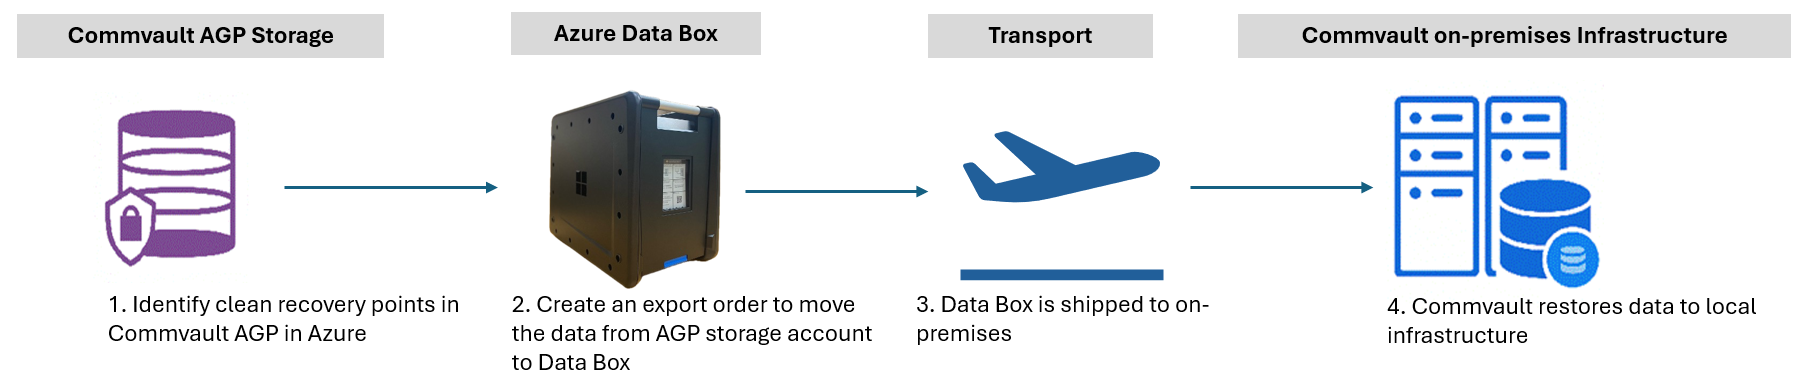 Commvault AGP Storage
Azure Data Box
Transport
Commvault on-premises Infrastructure
1. Identify clean recovery points in
Commvault AGP in Azure
2. Create an export order to move
the data from AGP storage account
to Data Box
3. Data Box is shipped to on-
premises
4. Commvault restores data to local
infrastructure